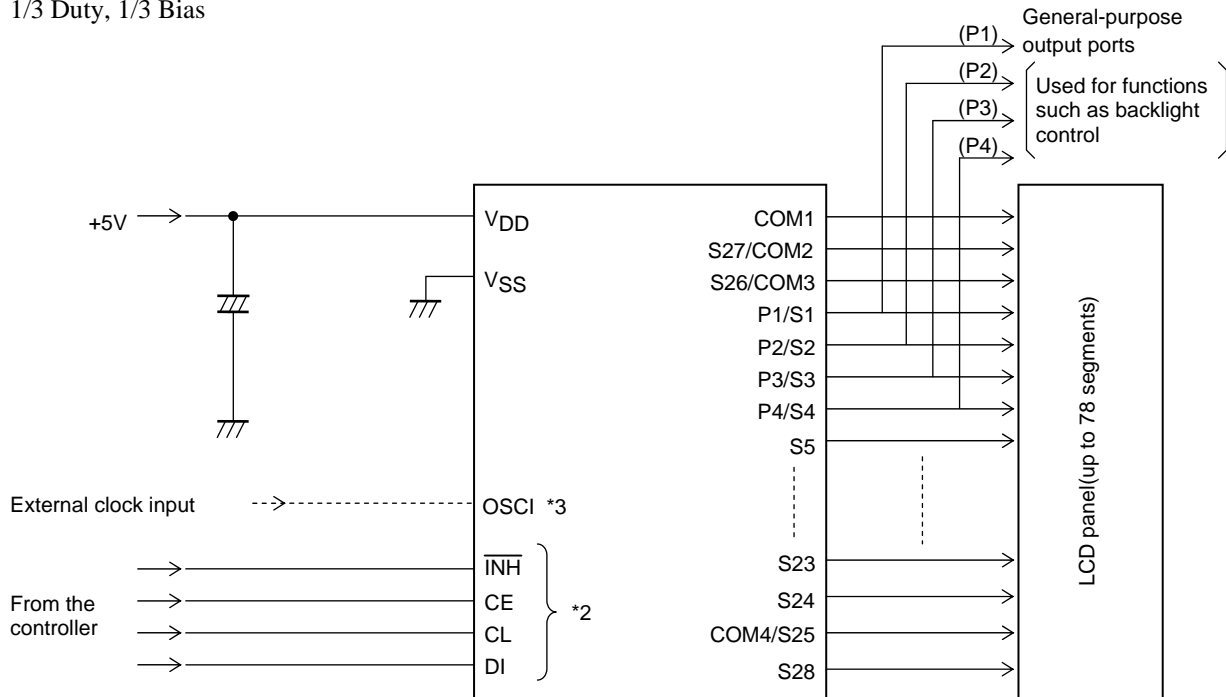 1/3 Duty, 1/3 Bias
(P1)
General-purpose
output ports
(P2)
Used for functions
such as backlight
control
(P3)
(P4)
+5V
VDD
VSS
COM1
S27/COM2
S26/COM3
P1/S1
P2/S2
P3/S3
P4/S4
S5
LCD panel(up to 78 segments)
External clock input
OSCI *3
From the
controller
INH
CE
CL
DI
*2
S23
S24
COM4/S25
S28